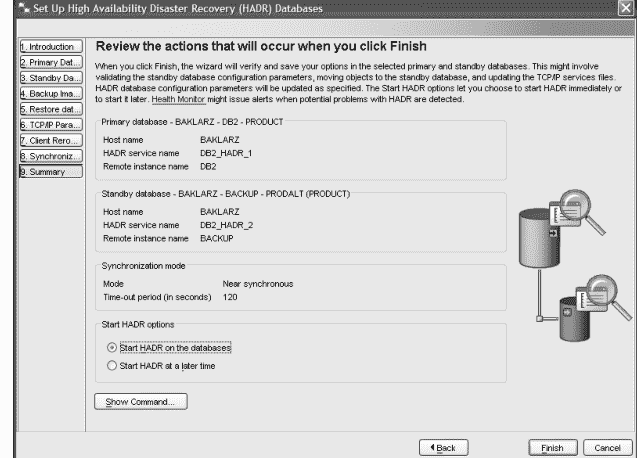 Set Up High Availability Disaster Recovery (HADR) Databases
1. Introduction
2. Primary Dat...
3. Standby Da...
4. Backup Ima...
5. Restore dat...
6. TCP/IP Para...
7. Client Rero...
8. Synchroniz...
9. Summary
Review the actions that will occur when you click Finish
When you click Finish, the wizard will verify and save your options in the selected primary and standby databases. This might involve
validating the standby database configuration parameters, moving objects to the standby database, and updating the TCP/IP services files.
HADR database configuration parameters will be updated as specified. The Start HADR options let you choose to start HADR immediately or
to start it later. Health Monitor might issue alerts when potential problems with HADR are detected.
Primary database - BAKLARZ - DB2 - PRODUCT
Host name BAKLARZ
HADR service name DB2_HADR_1
Remote instance name DB2
Standby database - BAKLARZ - BACKUP - PRODALT (PRODUCT)
Host name BAKLARZ
HADR service name DB2_HADR_2
Remote instance name BACKUP
Synchronization mode
Mode Near synchronous
Time-out period (in seconds) 120
Start HADR options
Start HADR on the databases
Start HADR at a later time
Show Command...
Back
Finish
Cancel